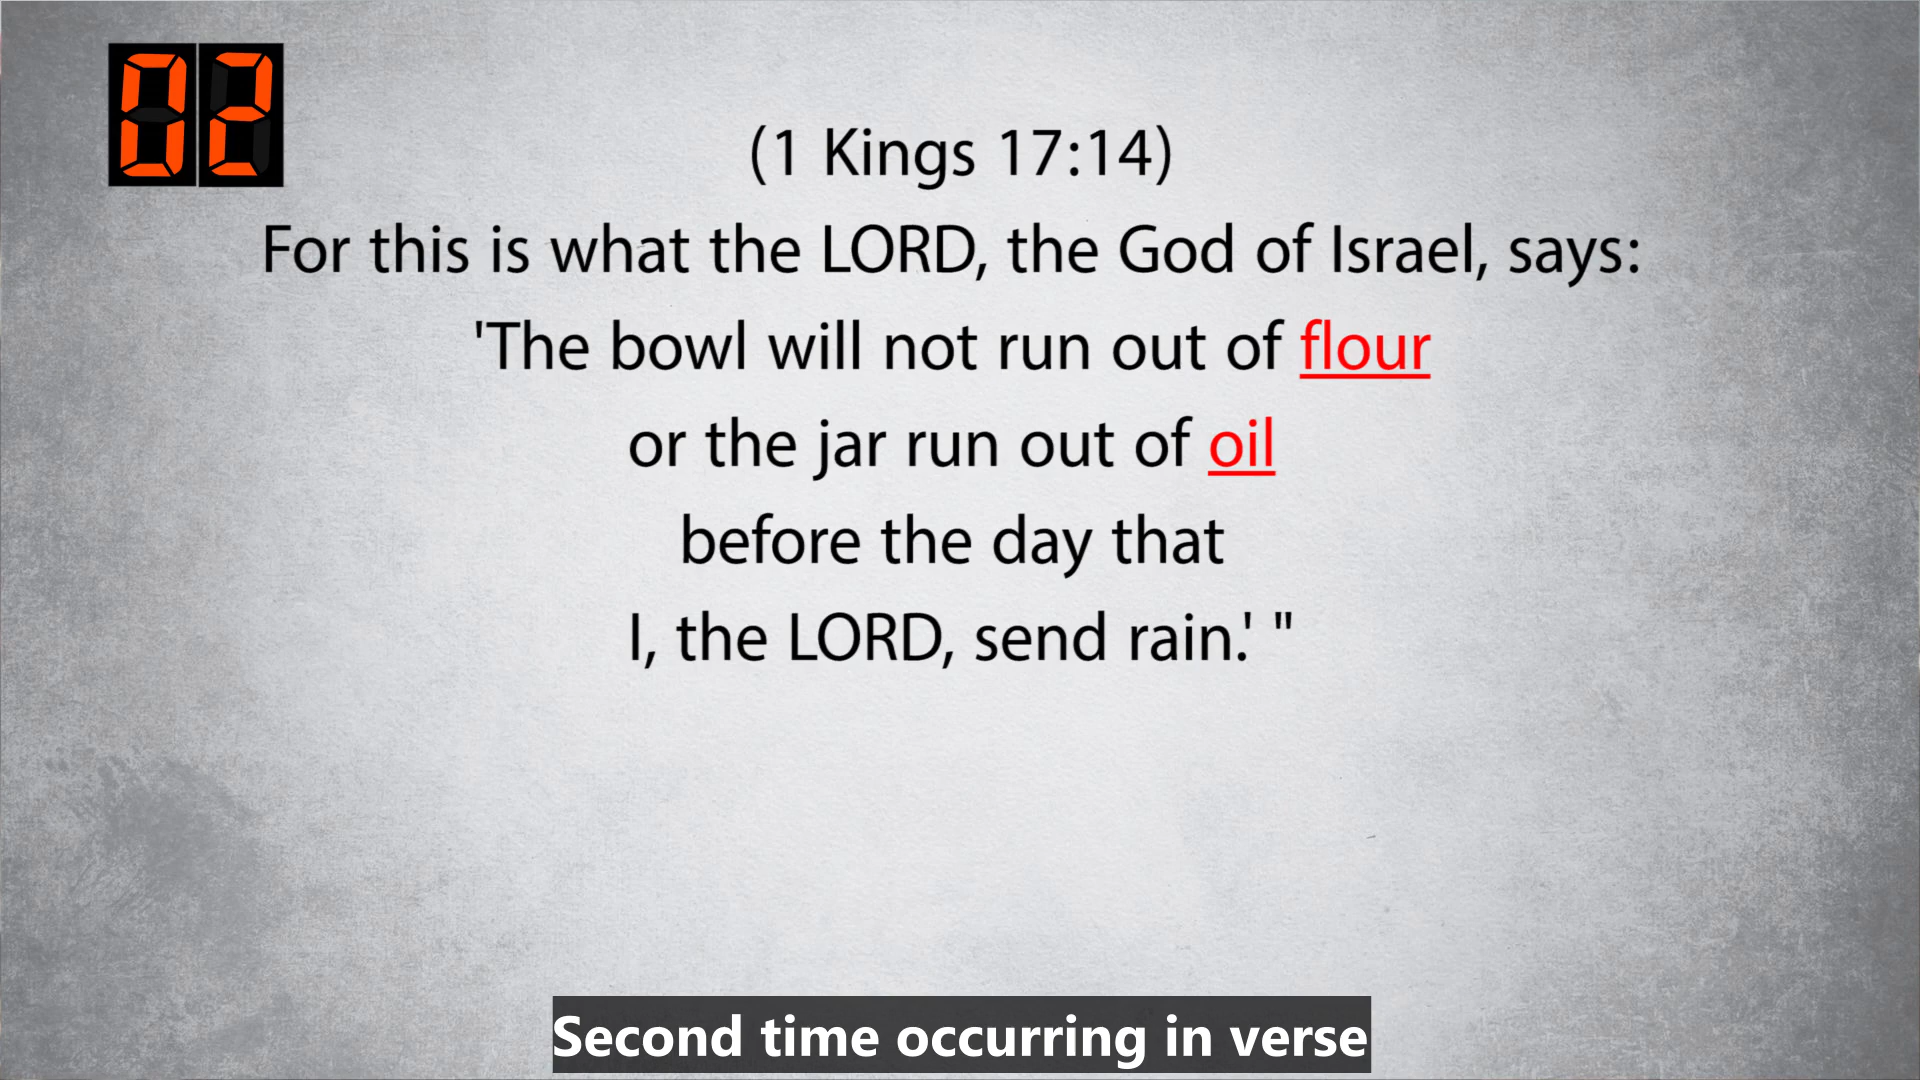 02
(1 Kings 17:14)
For this is what the LORD, the God of Israel, says:
'The bowl will not run out of flour
or the jar run out of oil
before the day that
I, the LORD, send rain.' "
Second time occurring in verse